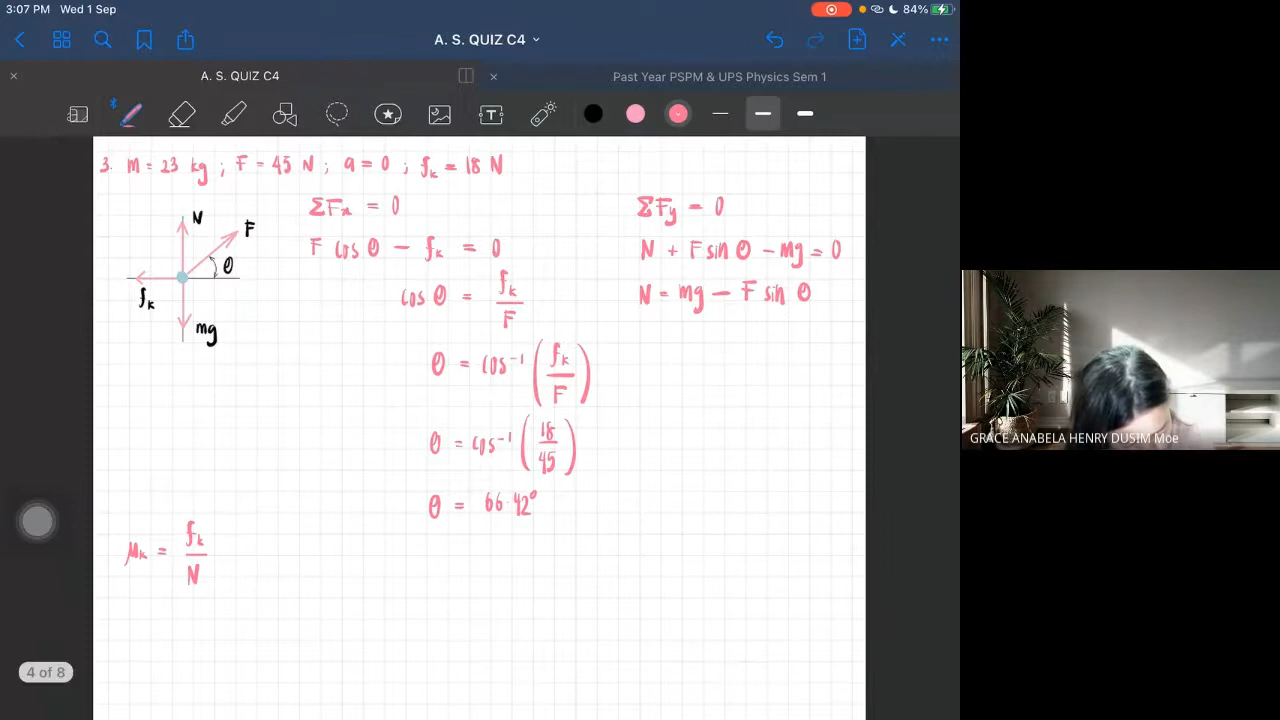 3:07 PM Wed 1 Sep
84%
A. S. QUIZ C4
A. S. QUIZ C4
Past Year PSPM & UPS Physics Sem 1
T
3. m = 23 kg ; F = 45 N ; a = 0 ; fₖ = 18 N
N
F
θ
fₖ
mg
ΣFx = 0
F cos θ − fₖ = 0
cos θ = fₖ/F
θ = cos⁻¹ (fₖ/F)
θ = cos⁻¹ (18/45)
θ = 66.42°
ΣFy = 0
N + F sin θ − mg = 0
N = mg − F sin θ
μₖ = fₖ/N
4 of 8
GRACE ANABELA HENRY DUSIM Moe